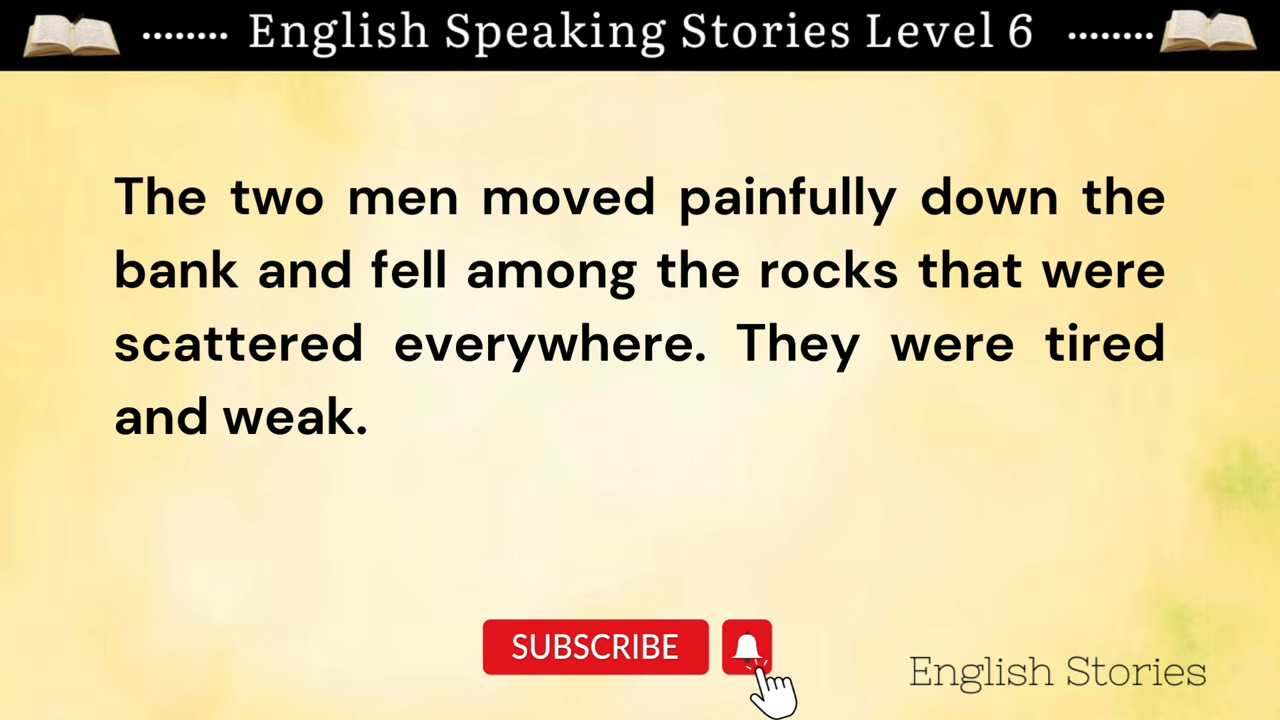 English Speaking Stories Level 6
The two men moved painfully down the
bank and fell among the rocks that were
scattered everywhere. They were tired
and weak.
SUBSCRIBE
English Stories